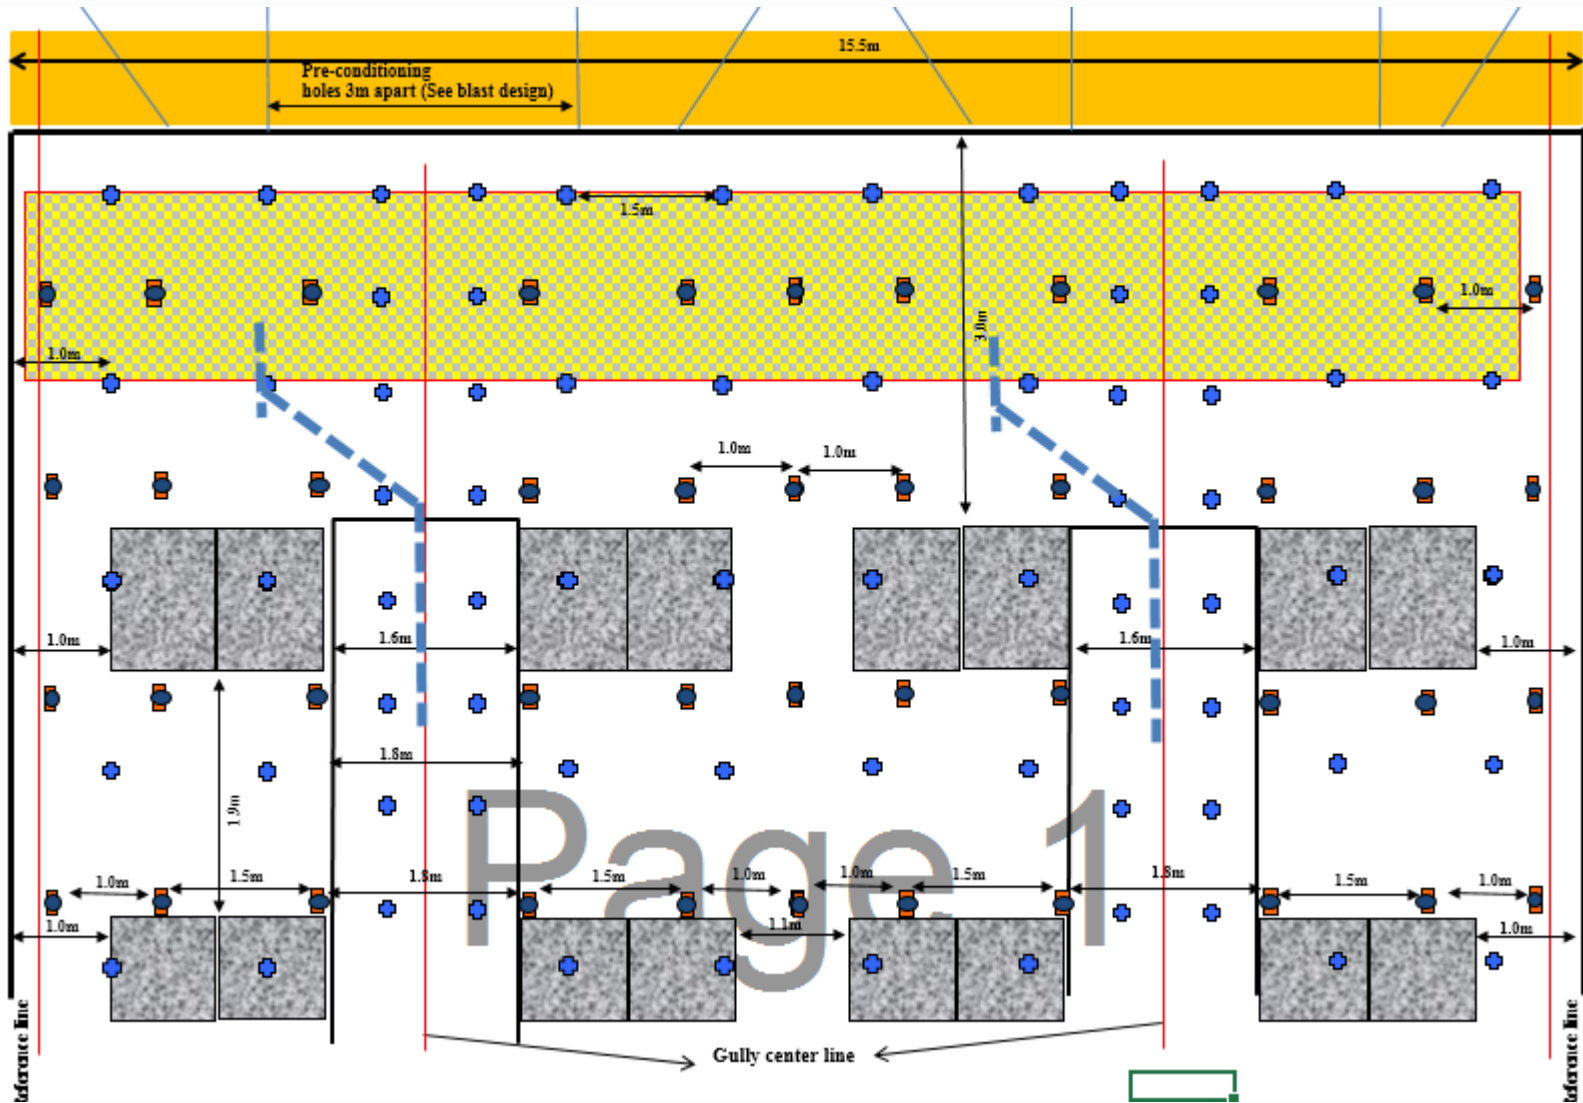 15.5m
Pre-conditioning
holes 3m apart (See blast design)
1.5m
1.0m
3.0m
1.0m
1.0m
1.0m
1.0m
1.6m
1.6m
1.0m
1.8m
1.9m
Page 1
1.0m
1.5m
1.8m
1.5m
1.0m
1.0m
1.5m
1.8m
1.5m
1.0m
1.0m
1.1m
1.0m
Reference line
Gully center line
Reference line